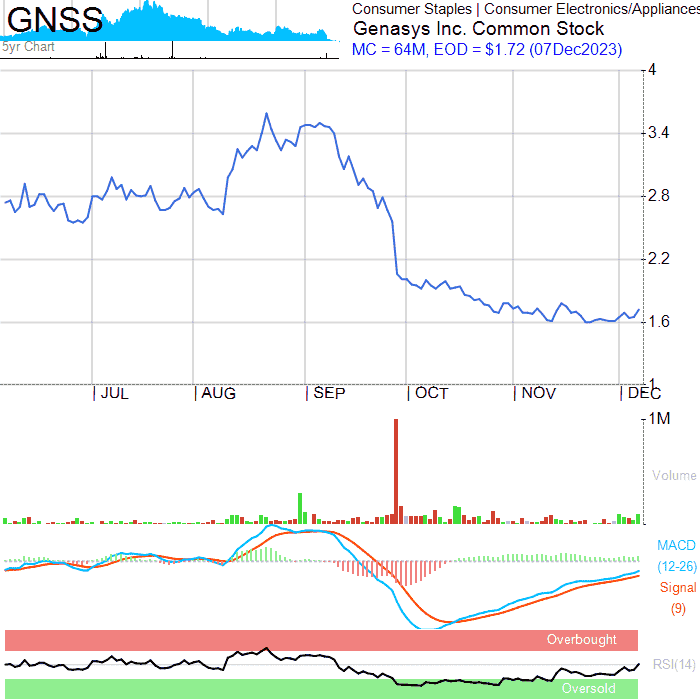 GNSS
5yr Chart
Consumer Staples | Consumer Electronics/Appliances
Genasys Inc. Common Stock
MC = 64M, EOD = $1.72 (07Dec2023)
4
3.4
2.8
2.2
1.6
1
JUL
AUG
SEP
OCT
NOV
DEC
1M
Volume
MACD
(12-26)
Signal
(9)
Overbought
RSI(14)
Oversold